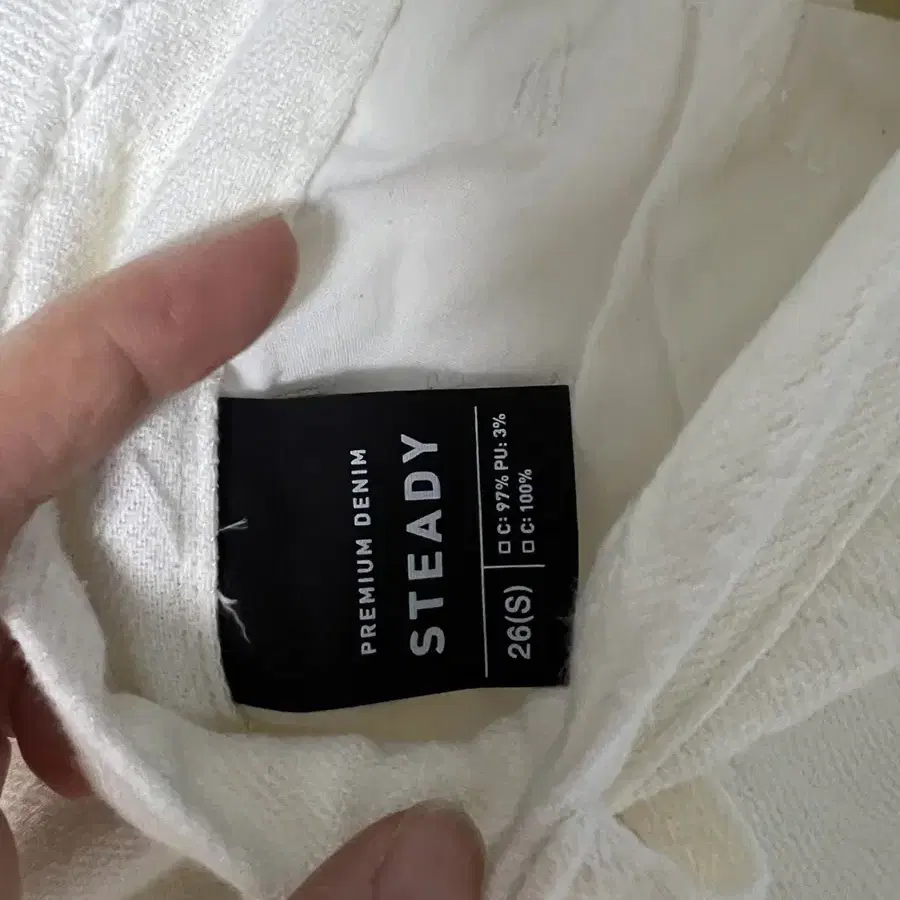 PREMIUM DENIM
STEADY
26(S)
□ C: 97% PU: 3%
□ C: 100%